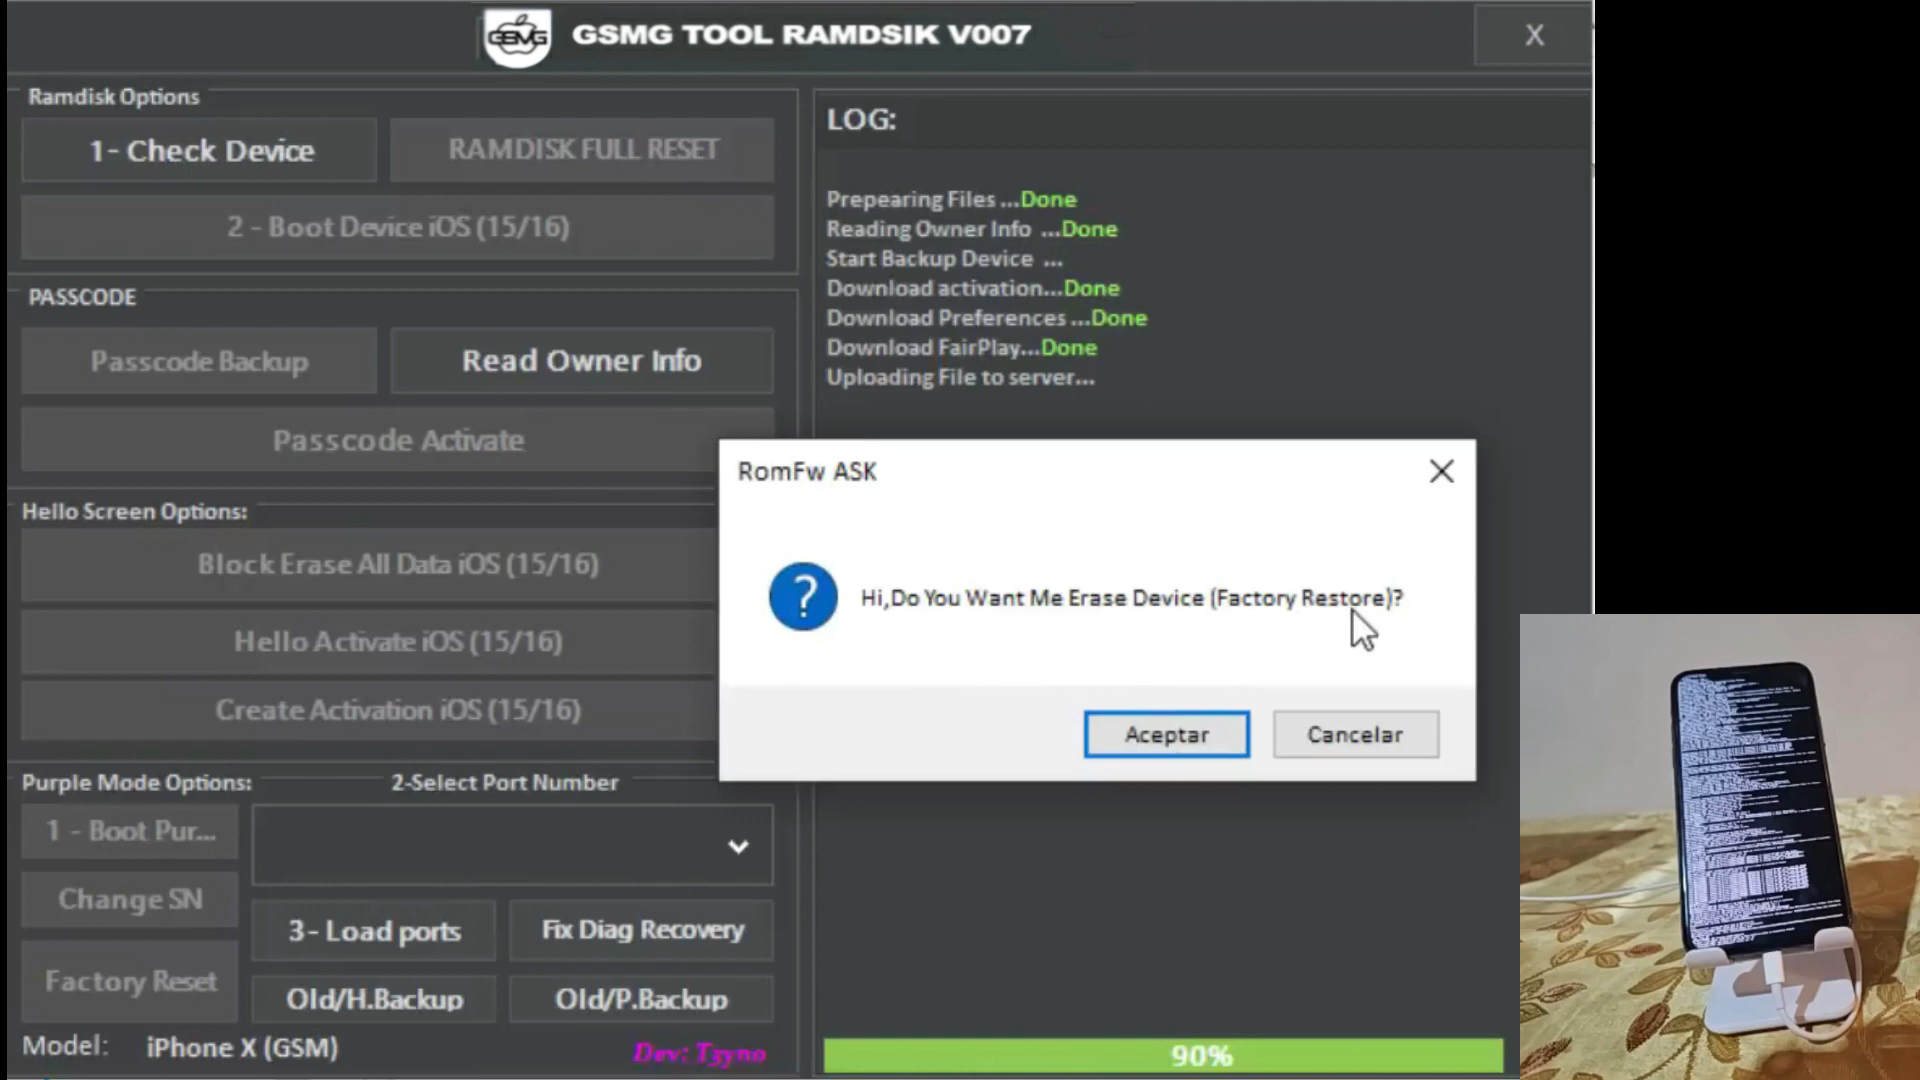 GSMG
GSMG TOOL RAMDSIK V007
X
Ramdisk Options
1- Check Device
RAMDISK FULL RESET
2 - Boot Device iOS (15/16)
PASSCODE
Passcode Backup
Read Owner Info
Passcode Activate
Hello Screen Options:
Block Erase All Data iOS (15/16)
Hello Activate iOS (15/16)
Create Activation iOS (15/16)
Purple Mode Options:
2-Select Port Number
1 - Boot Pur...
Change SN
3- Load ports
Fix Diag Recovery
Factory Reset
Old/H.Backup
Old/P.Backup
Model: iPhone X (GSM)
Dev: T3yno
LOG:
Prepearing Files ...Done
Reading Owner Info ...Done
Start Backup Device ...
Download activation...Done
Download Preferences ...Done
Download FairPlay...Done
Uploading File to server...
RomFw ASK
Hi,Do You Want Me Erase Device (Factory Restore)?
Aceptar
Cancelar
90%